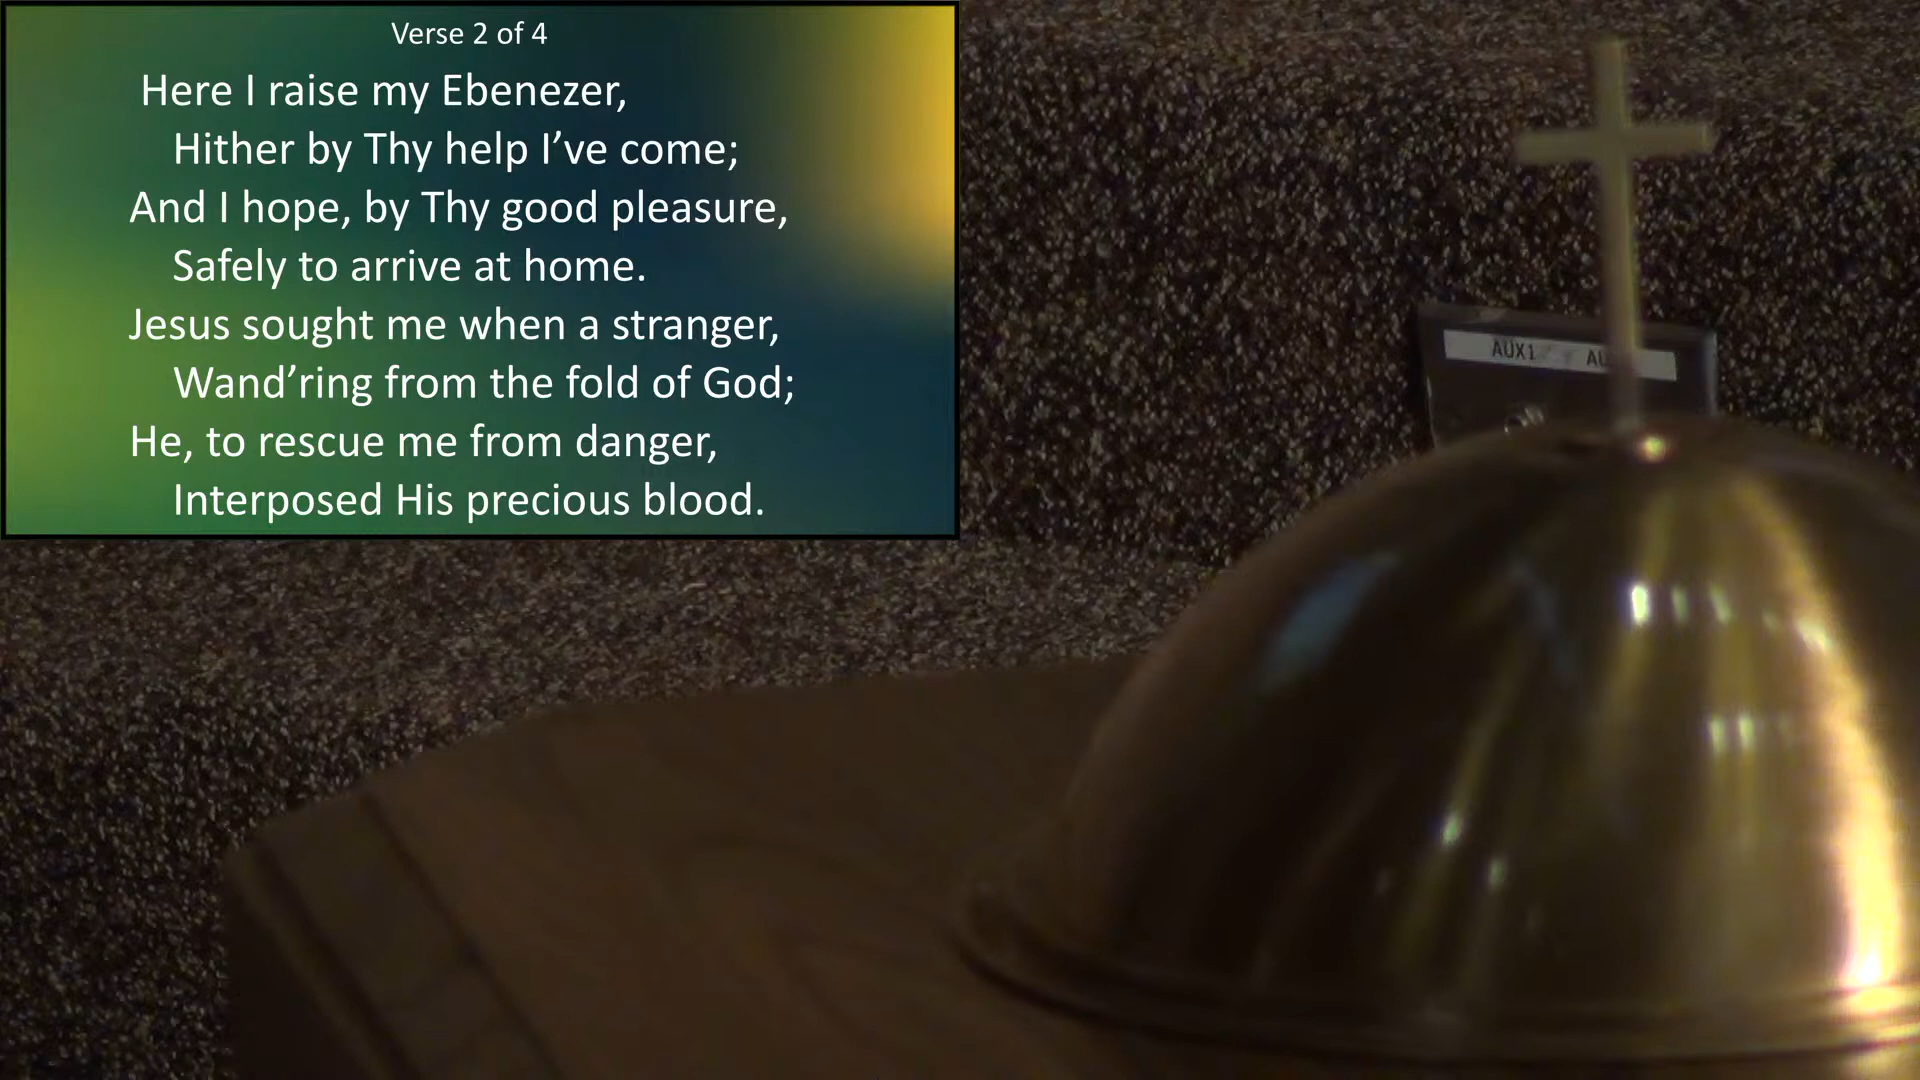 Verse 2 of 4
Here I raise my Ebenezer,
Hither by Thy help I’ve come;
And I hope, by Thy good pleasure,
Safely to arrive at home.
Jesus sought me when a stranger,
Wand’ring from the fold of God;
He, to rescue me from danger,
Interposed His precious blood.
AUX1